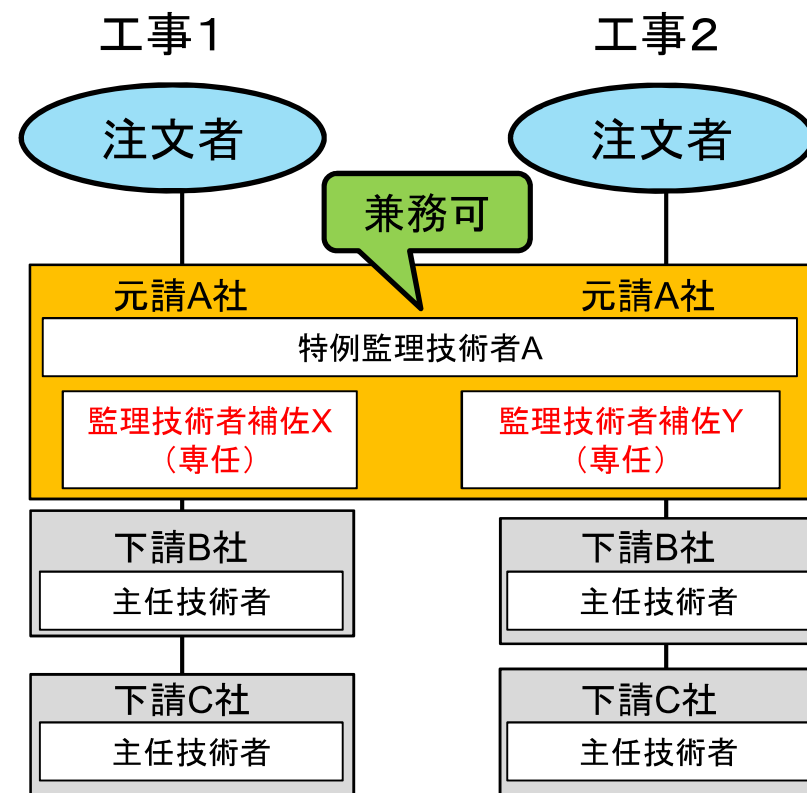 工事1
工事2
注文者
注文者
兼務可
元請A社
元請A社
特例監理技術者A
監理技術者補佐X
（専任）
監理技術者補佐Y
（専任）
下請B社
主任技術者
下請B社
主任技術者
下請C社
主任技術者
下請C社
主任技術者